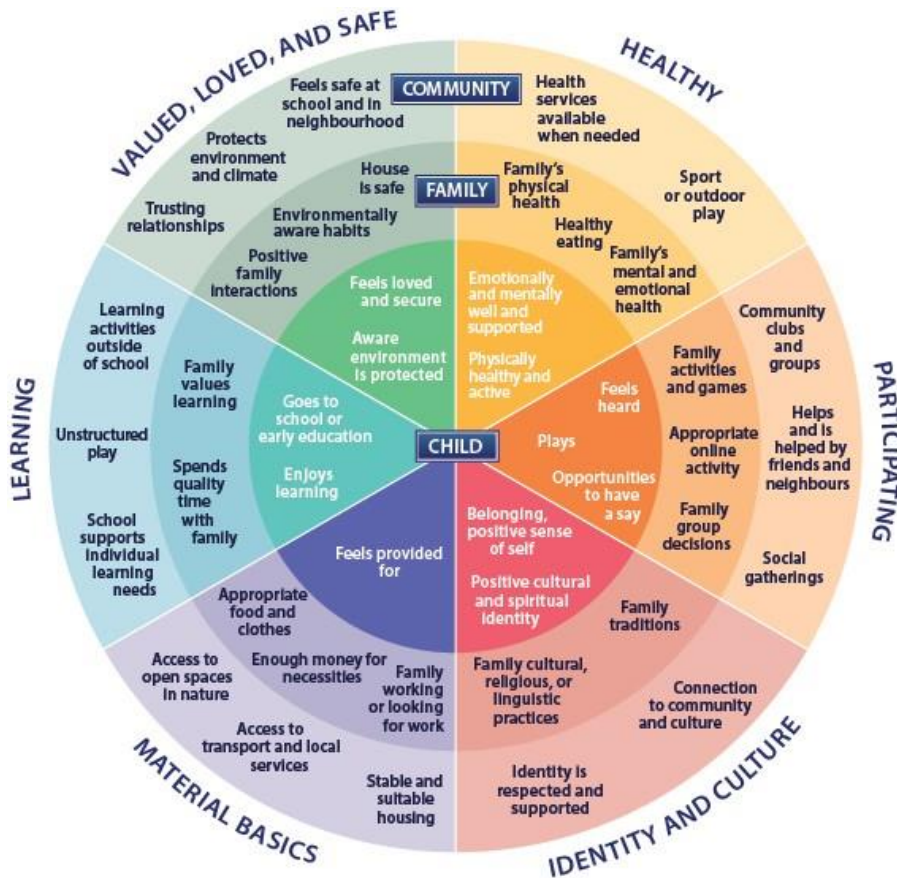 VALUED, LOVED, AND SAFE
HEALTHY
PARTICIPATING
IDENTITY AND CULTURE
MATERIAL BASICS
LEARNING
COMMUNITY
FAMILY
CHILD
Feels safe at
school and in
neighbourhood
Protects
environment
and climate
Trusting
relationships
House
is safe
Environmentally
aware habits
Positive
family
interactions
Feels loved
and secure
Aware
environment
is protected
Health
services
available
when needed
Sport
or outdoor
play
Family's
physical
health
Healthy
eating
Family's
mental and
emotional
health
Emotionally
and mentally
well and
supported
Physically
healthy and
active
Community
clubs
and
groups
Helps
and is
helped by
friends and
neighbours
Social
gatherings
Family
activities
and games
Appropriate
online
activity
Family
group
decisions
Feels
heard
Plays
Opportunities
to have
a say
Belonging,
positive sense
of self
Positive cultural
and spiritual
identity
Family
traditions
Family cultural,
religious, or
linguistic
practices
Connection
to community
and culture
Identity is
respected and
supported
Feels provided
for
Appropriate
food and
clothes
Enough money for
necessities
Family
working
or looking
for work
Access to
open spaces
in nature
Access to
transport and local
services
Stable and
suitable
housing
Goes to
school or
early education
Enjoys
learning
Family
values
learning
Spends
quality
time
with
family
Learning
activities
outside
of school
Unstructured
play
School
supports
individual
learning
needs